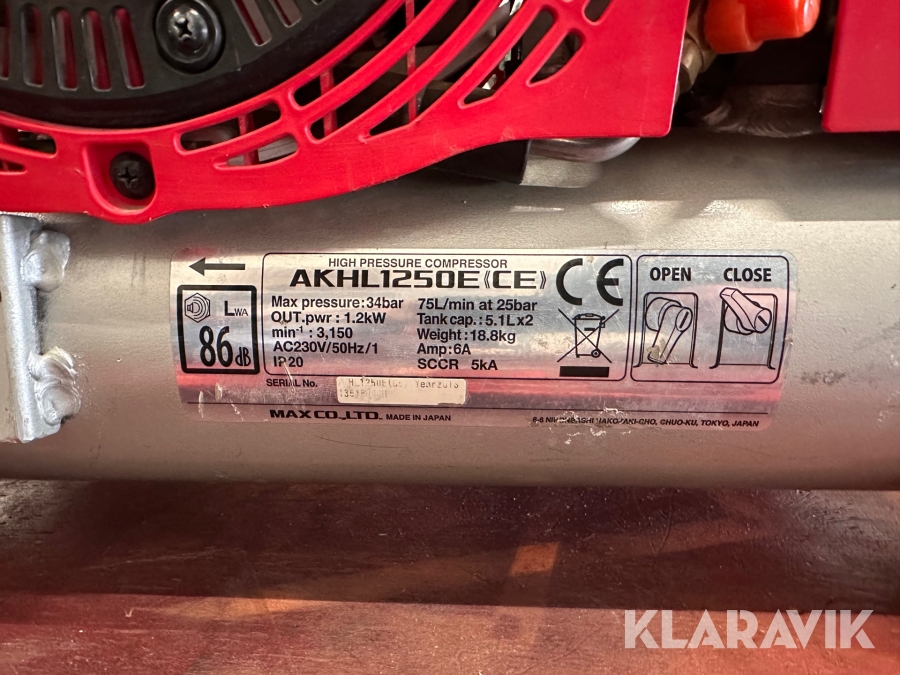 HIGH PRESSURE COMPRESSOR
AKHL1250E《CE》
Max pressure:34bar 75L/min at 25bar
OUT.pwr : 1.2kW Tank cap.: 5.1Lx2
min⁻¹ : 3,150 Weight:18.8kg
AC230V/50Hz/1 Amp:6A
IP20 SCCR 5kA
LWA
86dB
CE
OPEN CLOSE
SERIAL No.
MAX CO.,LTD. MADE IN JAPAN
CHUO-KU, TOKYO, JAPAN
KLARAVIK